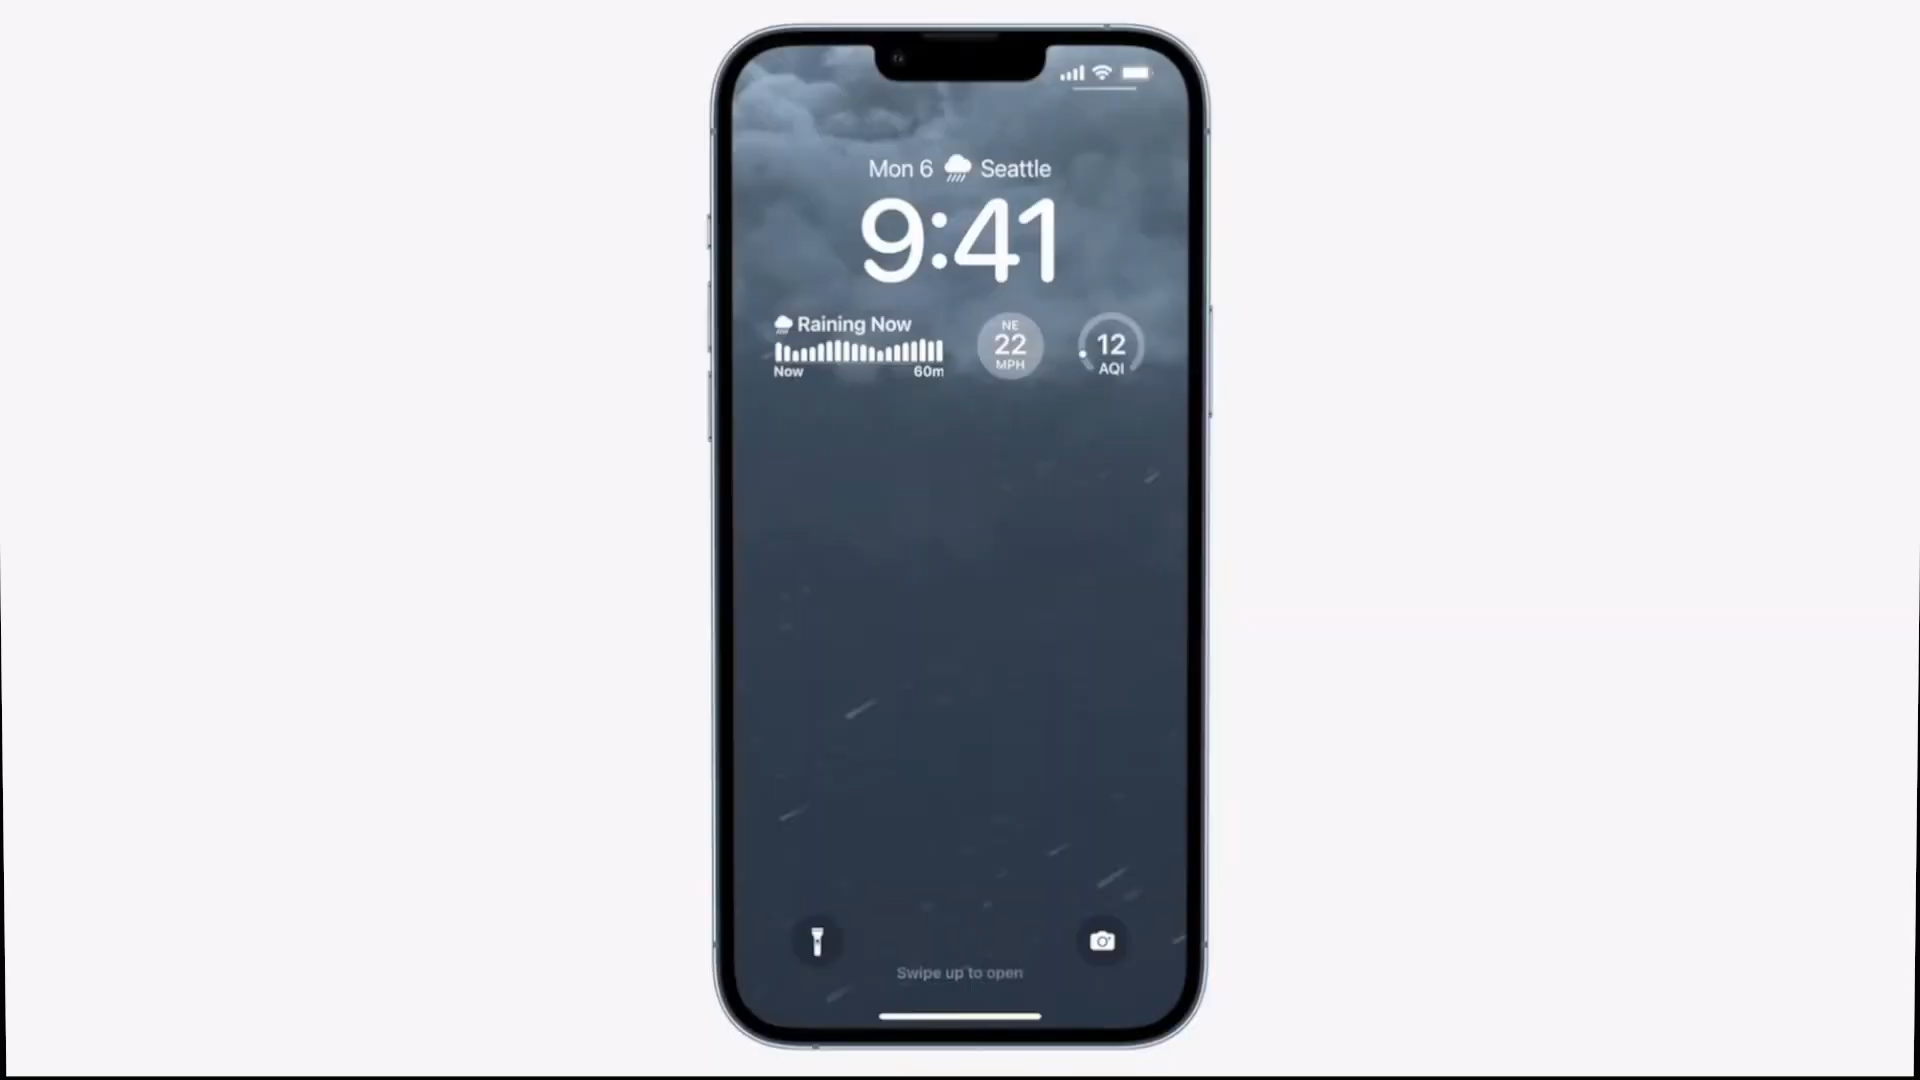 Mon 6 Seattle
9:41
Raining Now
Now 60m
NE
22
MPH
12
AQI
Swipe up to open